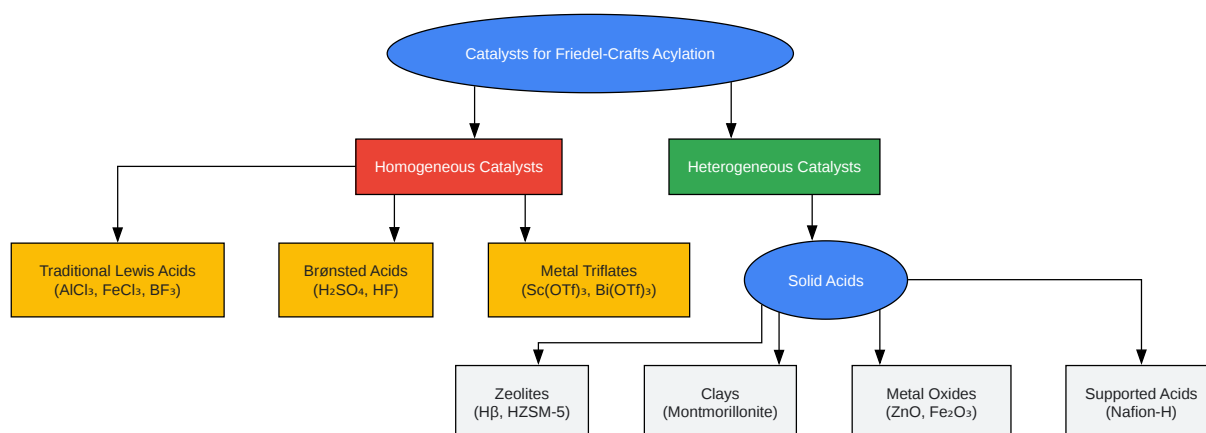 Catalysts for Friedel-Crafts Acylation
Homogeneous Catalysts
Heterogeneous Catalysts
Traditional Lewis Acids
(AlCl₃, FeCl₃, BF₃)
Brønsted Acids
(H₂SO₄, HF)
Metal Triflates
(Sc(OTf)₃, Bi(OTf)₃)
Solid Acids
Zeolites
(Hβ, HZSM-5)
Clays
(Montmorillonite)
Metal Oxides
(ZnO, Fe₂O₃)
Supported Acids
(Nafion-H)